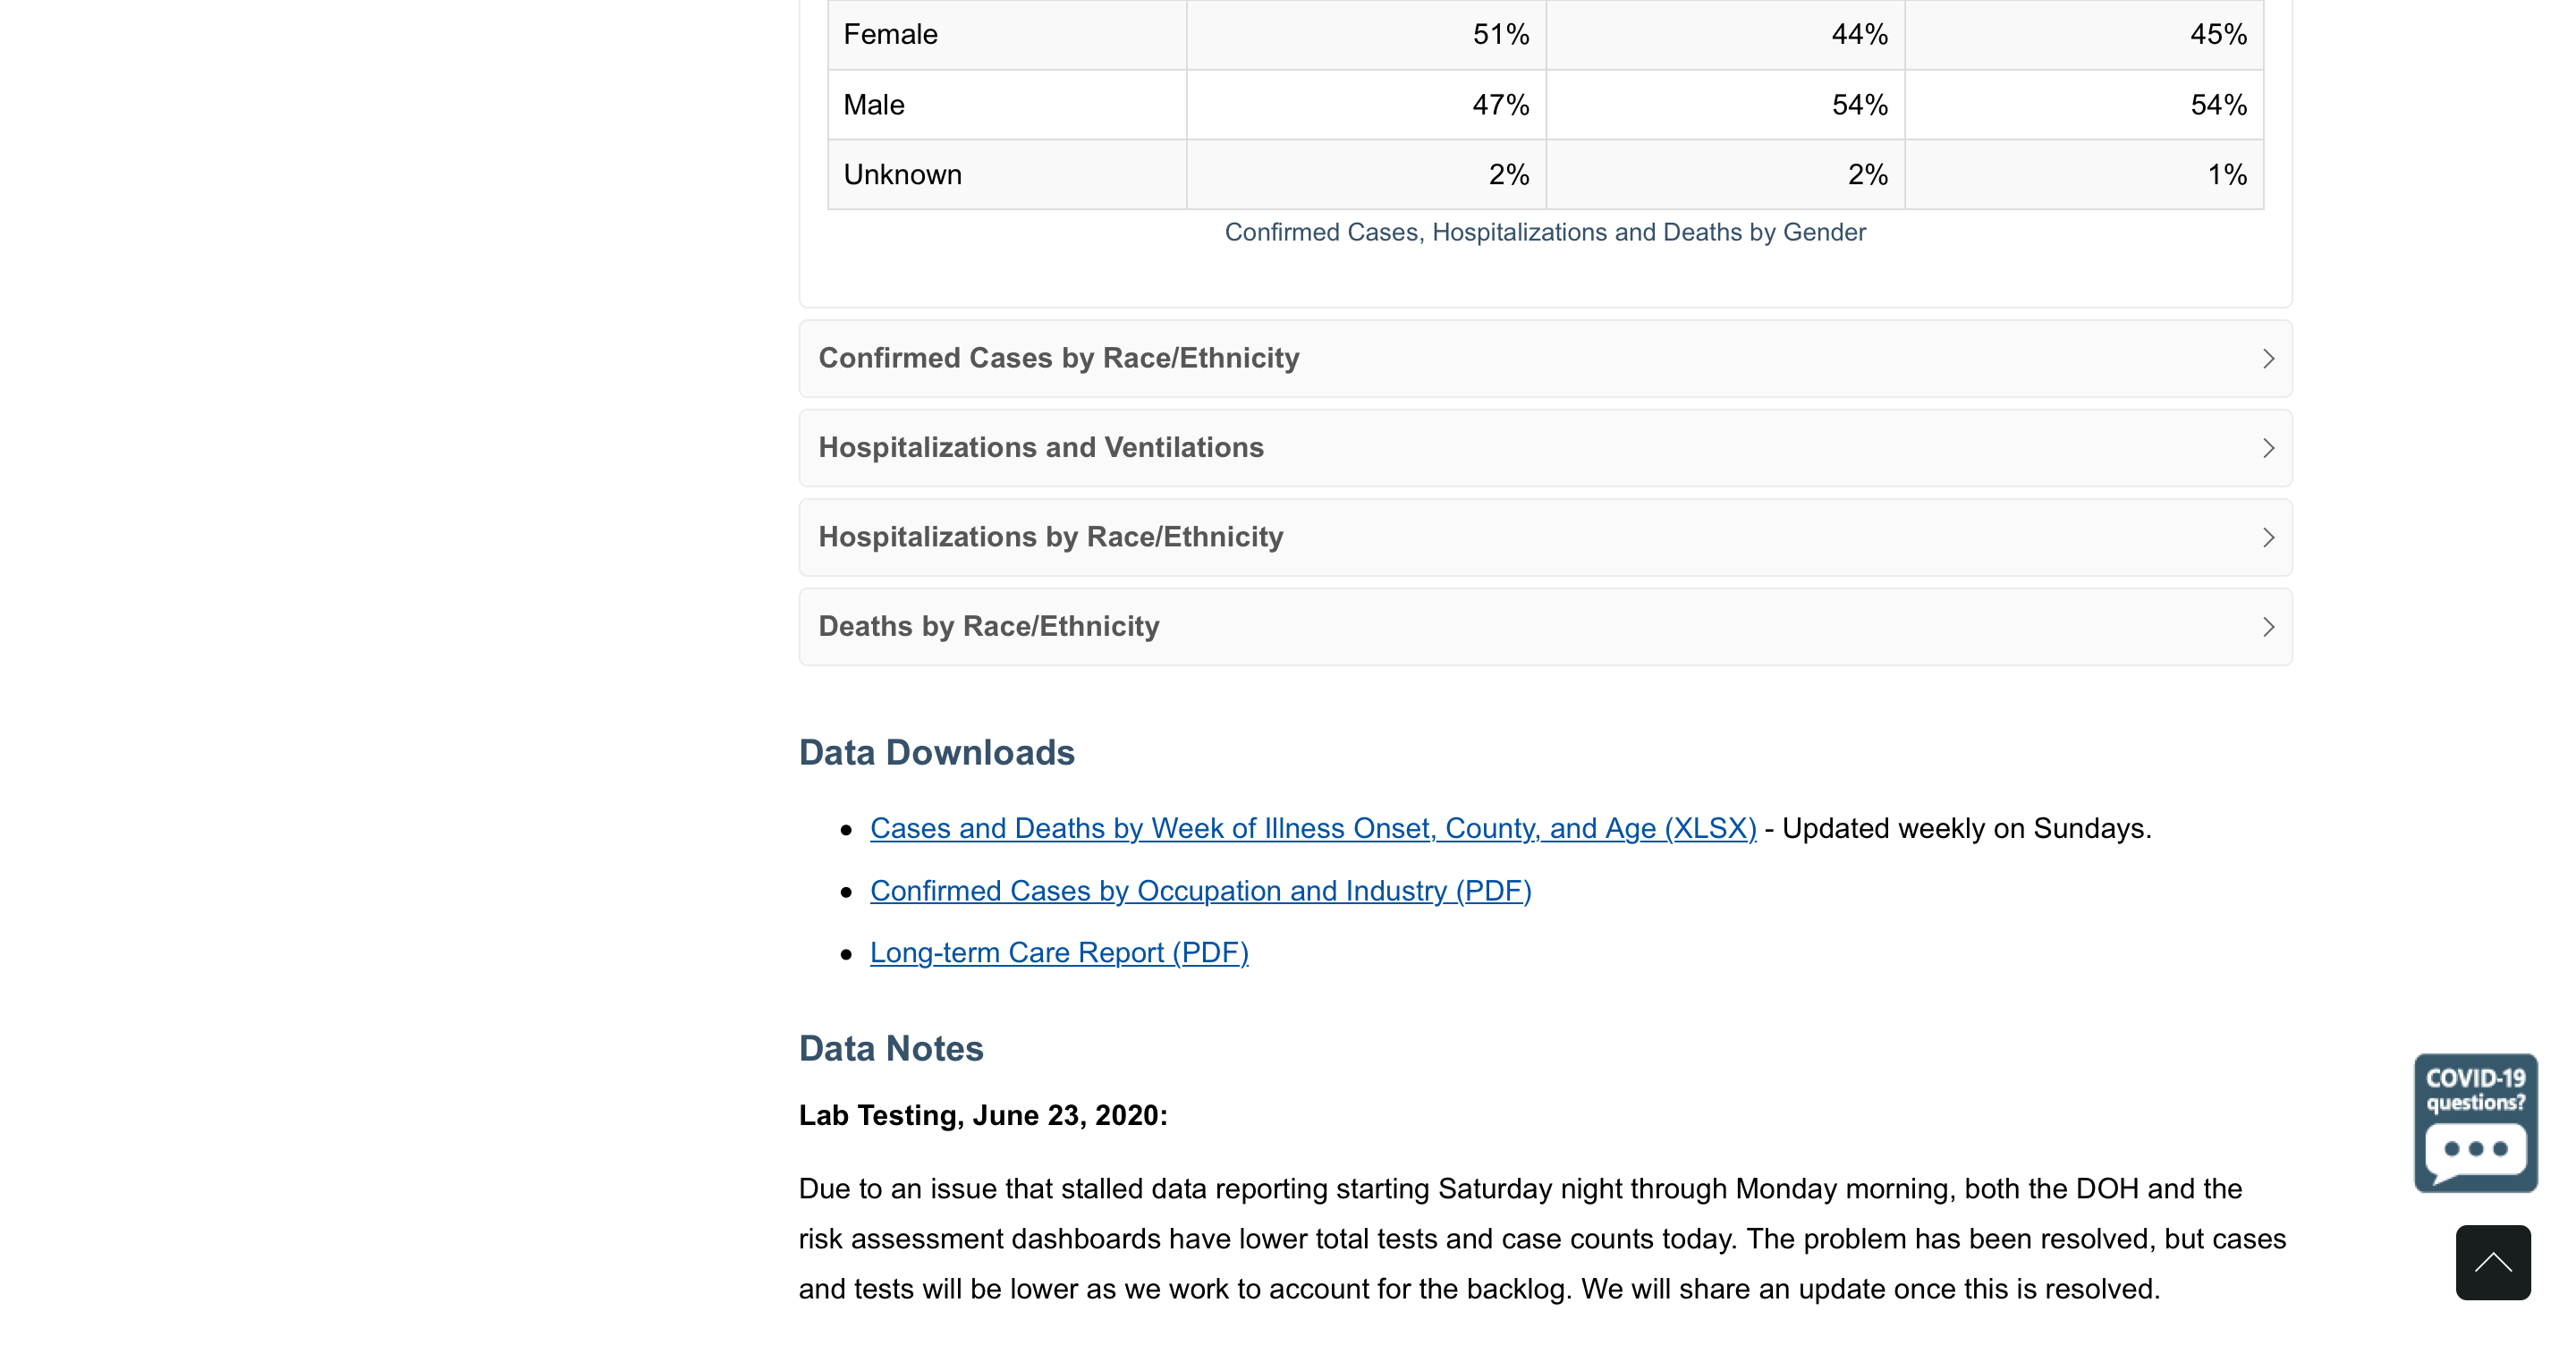 Female 51% 44% 45%
Male 47% 54% 54%
Unknown 2% 2% 1%
Confirmed Cases, Hospitalizations and Deaths by Gender
Confirmed Cases by Race/Ethnicity
Hospitalizations and Ventilations
Hospitalizations by Race/Ethnicity
Deaths by Race/Ethnicity
Data Downloads
Cases and Deaths by Week of Illness Onset, County, and Age (XLSX) - Updated weekly on Sundays.
Confirmed Cases by Occupation and Industry (PDF)
Long-term Care Report (PDF)
Data Notes
Lab Testing, June 23, 2020:
Due to an issue that stalled data reporting starting Saturday night through Monday morning, both the DOH and the
risk assessment dashboards have lower total tests and case counts today. The problem has been resolved, but cases
and tests will be lower as we work to account for the backlog. We will share an update once this is resolved.
COVID-19
questions?